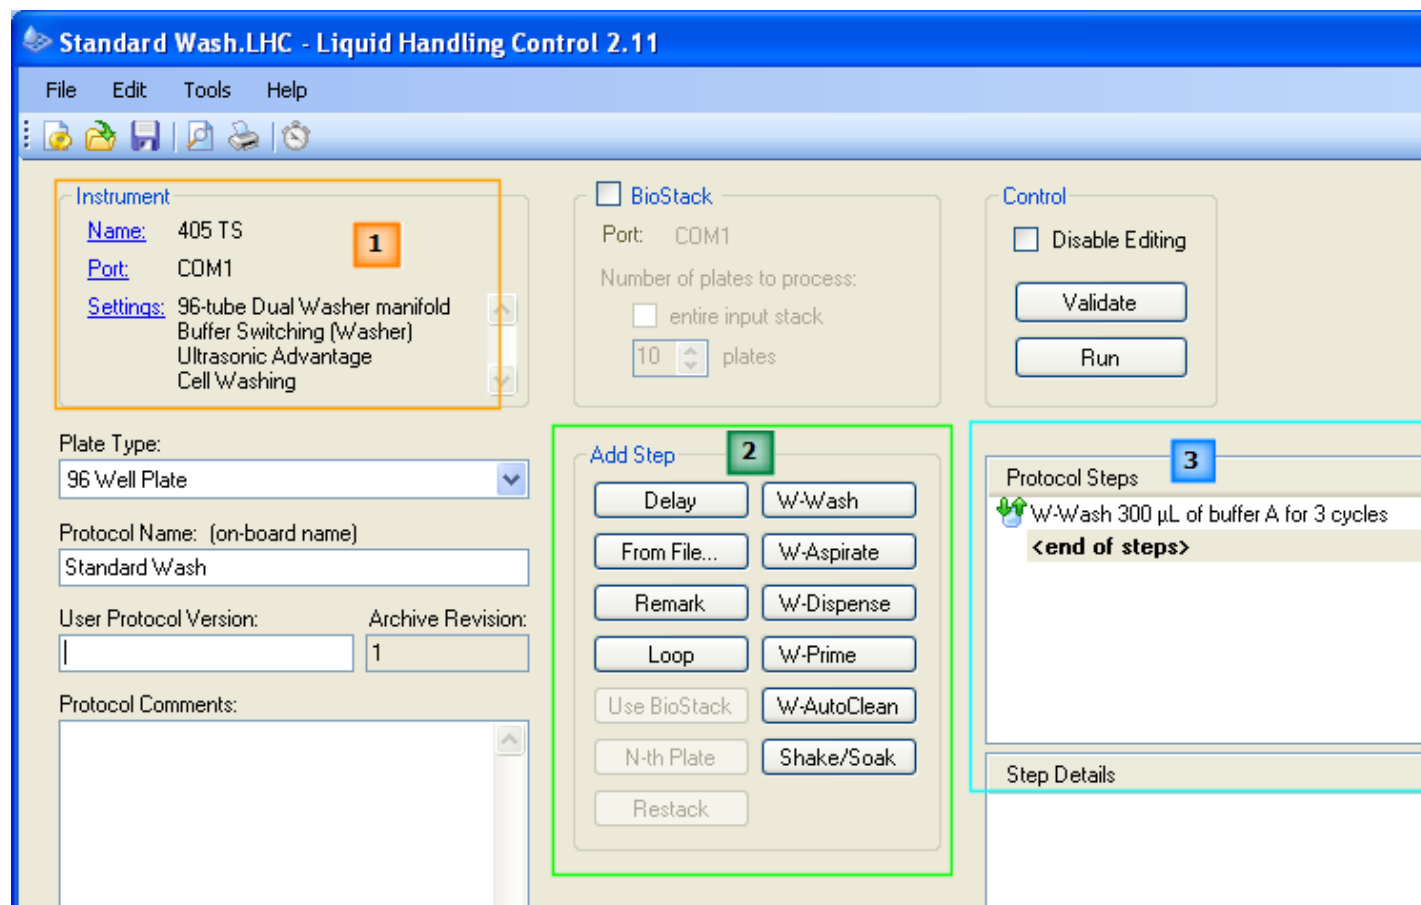 Standard Wash.LHC - Liquid Handling Control 2.11
File Edit Tools Help
Instrument
1
Name: 405 TS
Port: COM1
Settings: 96-tube Dual Washer manifold
Buffer Switching (Washer)
Ultrasonic Advantage
Cell Washing
BioStack
Port: COM1
Number of plates to process:
entire input stack
10 plates
Control
Disable Editing
Validate
Run
Plate Type:
96 Well Plate
Protocol Name: (on-board name)
Standard Wash
User Protocol Version: Archive Revision:
1
Protocol Comments:
Add Step
2
Delay W-Wash
From File... W-Aspirate
Remark W-Dispense
Loop W-Prime
Use BioStack W-AutoClean
N-th Plate Shake/Soak
Restack
3
Protocol Steps
W-Wash 300 µL of buffer A for 3 cycles
<end of steps>
Step Details